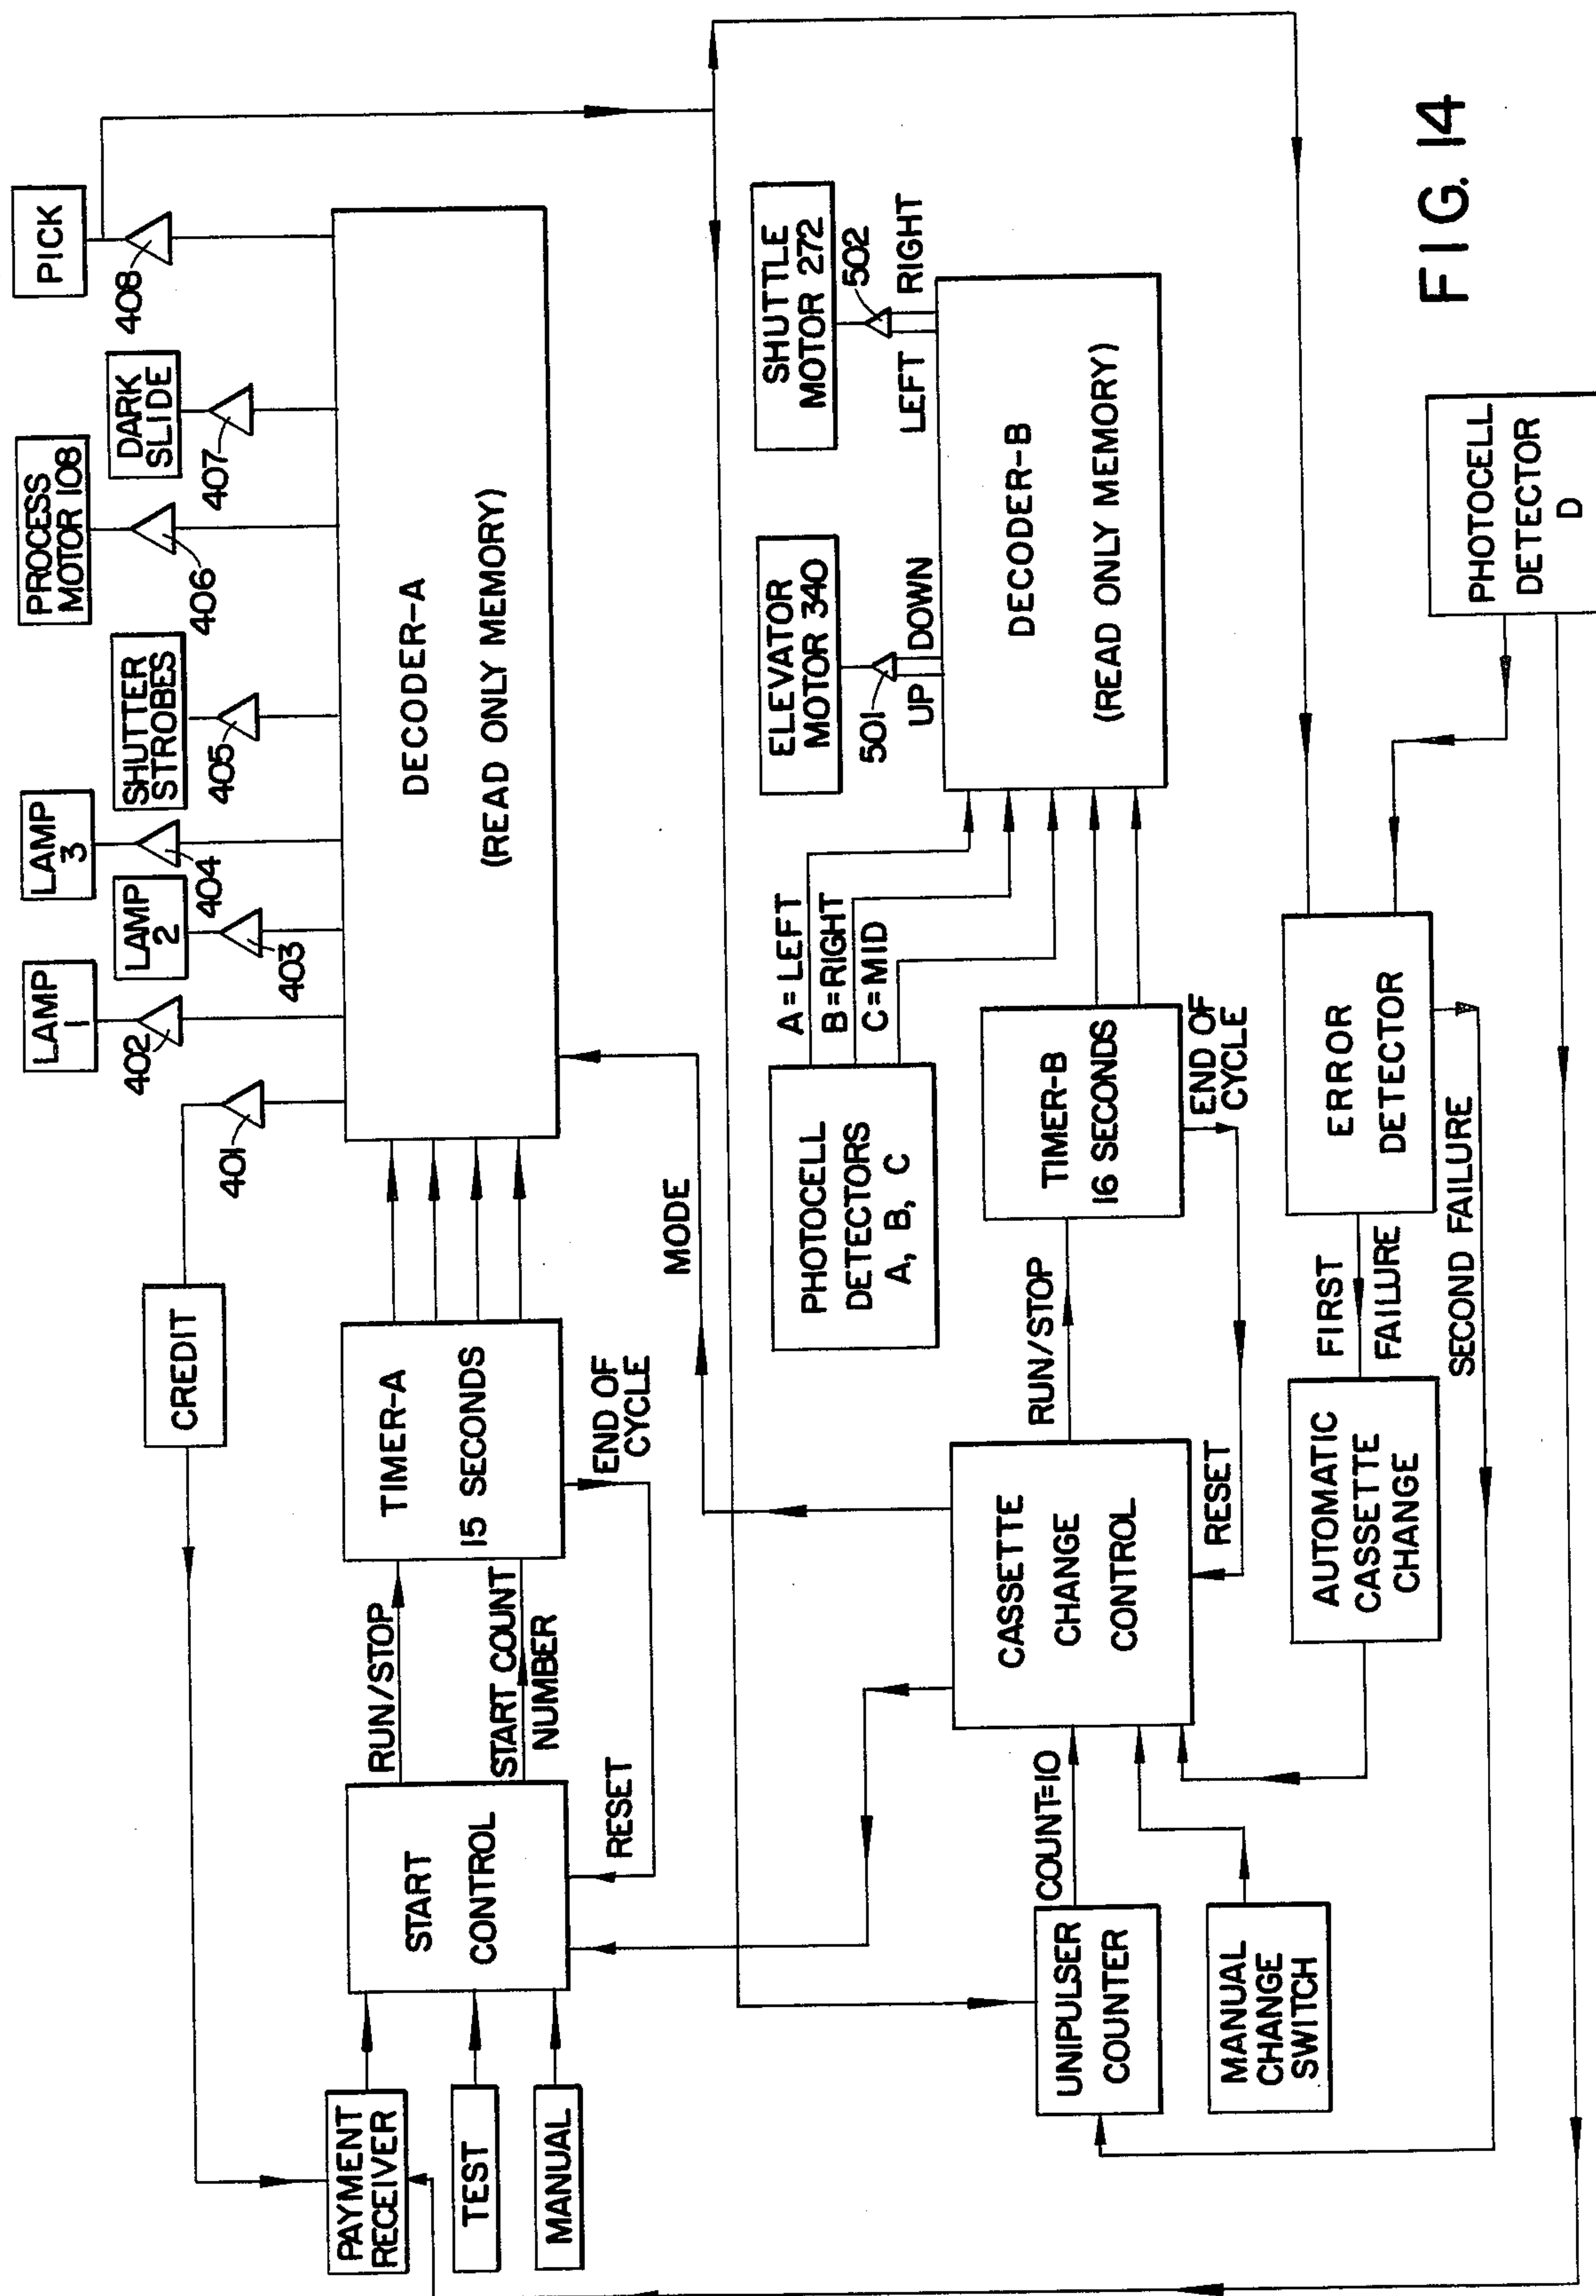 PAYMENT
RECEIVER
TEST
MANUAL
START
CONTROL
RUN/STOP
START COUNT
NUMBER
RESET
TIMER-A
15 SECONDS
END OF
CYCLE
CREDIT
401
402
LAMP
1
403
LAMP
2
404
LAMP
3
405
SHUTTER
STROBES
406
PROCESS
MOTOR 108
407
DARK
SLIDE
408
PICK
DECODER-A
(READ ONLY MEMORY)
MODE
UNIPULSER
COUNTER
COUNT=10
MANUAL
CHANGE
SWITCH
CASSETTE
CHANGE
CONTROL
RUN/STOP
RESET
PHOTOCELL
DETECTORS
A, B, C
A = LEFT
B = RIGHT
C = MID
TIMER-B
16 SECONDS
END OF
CYCLE
ELEVATOR
MOTOR 340
501
UP
DOWN
SHUTTLE
MOTOR 272
502
LEFT
RIGHT
DECODER-B
(READ ONLY MEMORY)
AUTOMATIC
CASSETTE
CHANGE
FIRST
FAILURE
SECOND FAILURE
ERROR
DETECTOR
PHOTOCELL
DETECTOR
D
FIG. 14